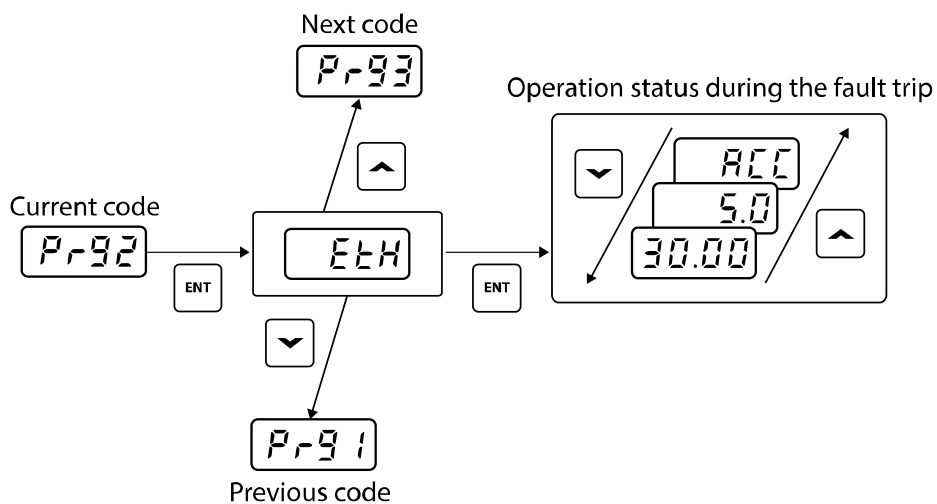 Next code
Pr93
Operation status during the fault trip
ACC
5.0
30.00
Current code
Pr92
ENT
EtH
ENT
Pr91
Previous code